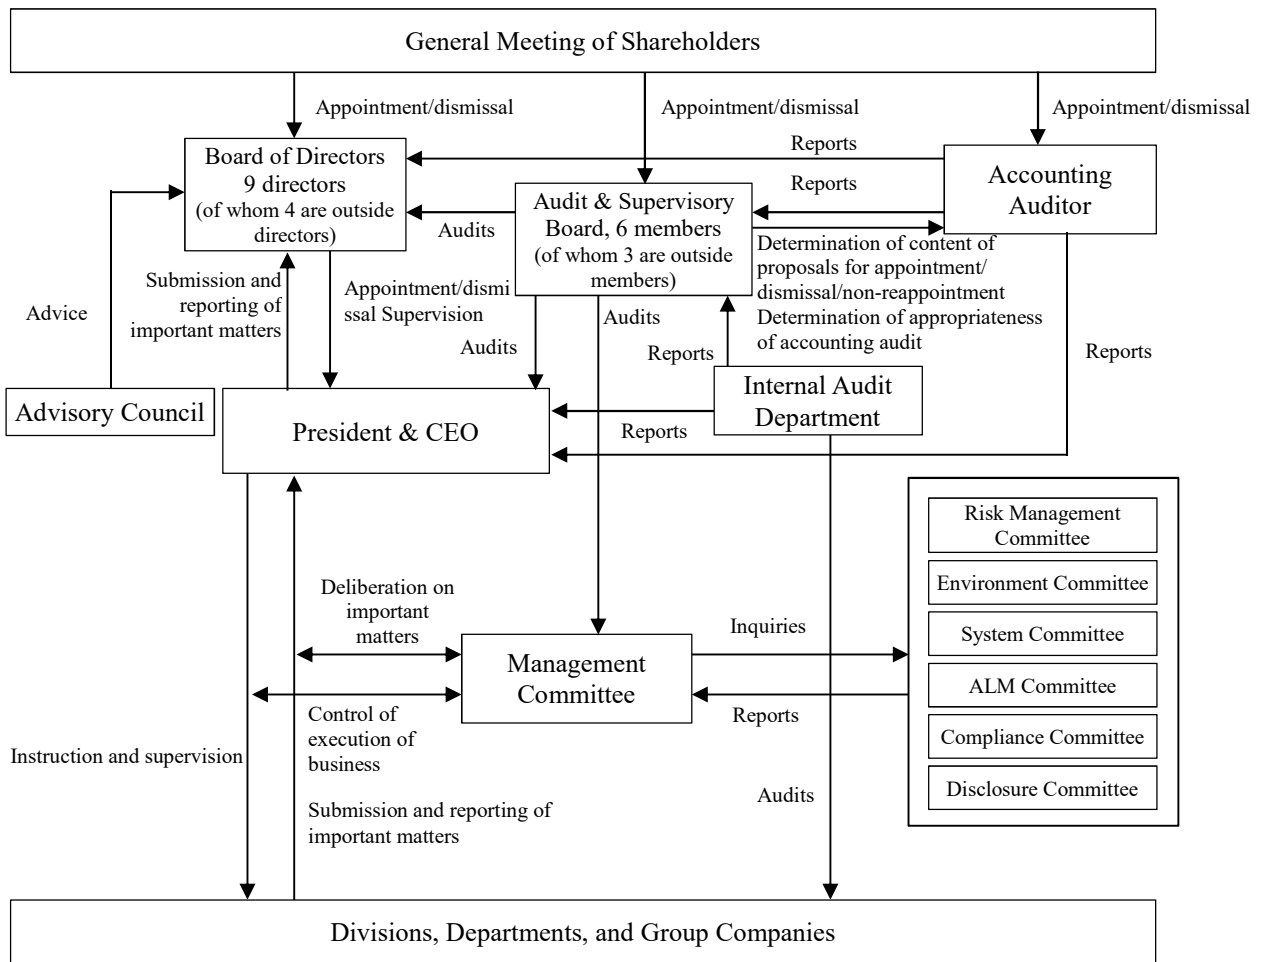 General Meeting of Shareholders
Appointment/dismissal
Appointment/dismissal
Appointment/dismissal
Board of Directors
9 directors
(of whom 4 are outside
directors)
Reports
Reports
Accounting
Auditor
Audit & Supervisory
Board, 6 members
(of whom 3 are outside
members)
Audits
Determination of content of
proposals for appointment/
dismissal/non-reappointment
Determination of appropriateness
of accounting audit
Advice
Submission and
reporting of
important matters
Appointment/dismi
ssal Supervision
Audits
Audits
Reports
Reports
Advisory Council
President & CEO
Internal Audit
Department
Reports
Risk Management
Committee
Environment Committee
System Committee
ALM Committee
Compliance Committee
Disclosure Committee
Deliberation on
important
matters
Inquiries
Management
Committee
Reports
Control of
execution of
business
Instruction and supervision
Submission and reporting of
important matters
Audits
Divisions, Departments, and Group Companies